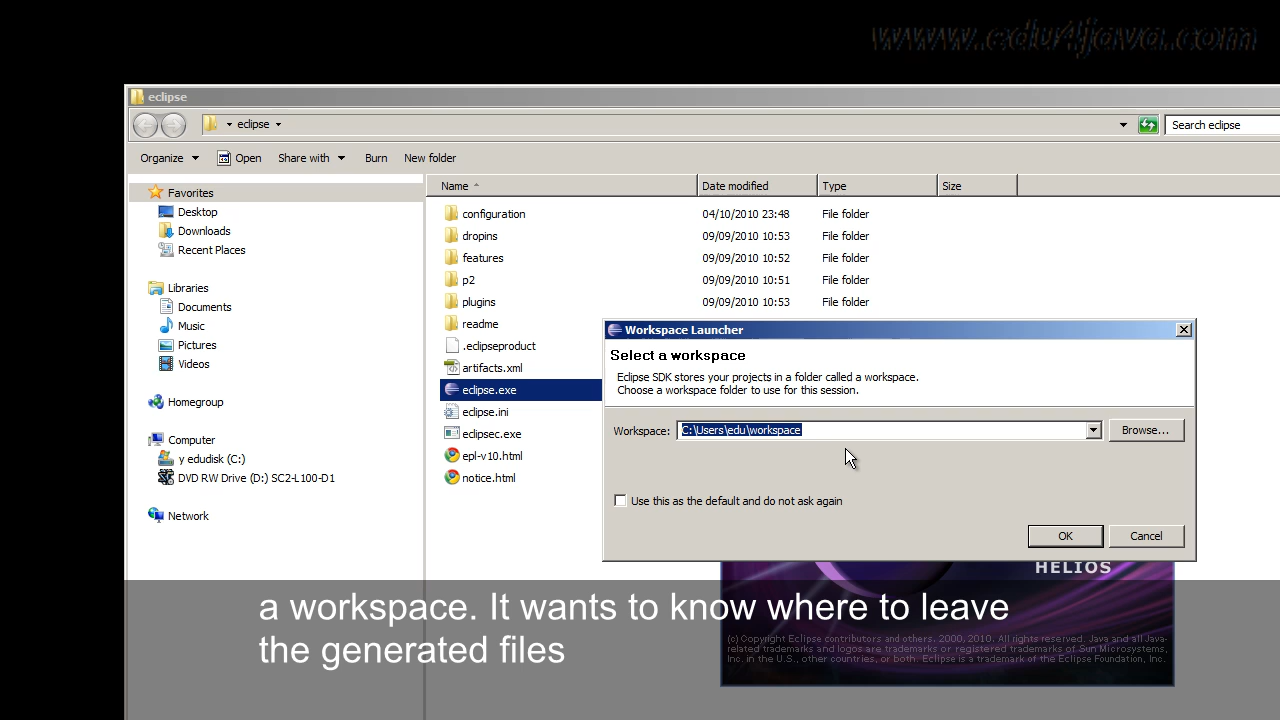 www.edu4java.com
eclipse
eclipse
Search eclipse
Organize Open Share with Burn New folder
Name Date modified Type Size
Favorites
Desktop
Downloads
Recent Places
Libraries
Documents
Music
Pictures
Videos
Homegroup
Computer
y edudisk (C:)
DVD RW Drive (D:) SC2-L100-D1
Network
configuration 04/10/2010 23:48 File folder
dropins 09/09/2010 10:53 File folder
features 09/09/2010 10:52 File folder
p2 09/09/2010 10:51 File folder
plugins 09/09/2010 10:53 File folder
readme
.eclipseproduct
artifacts.xml
eclipse.exe
eclipse.ini
eclipsec.exe
epl-v10.html
notice.html
Workspace Launcher
Select a workspace
Eclipse SDK stores your projects in a folder called a workspace.
Choose a workspace folder to use for this session.
Workspace: C:\Users\edu\workspace Browse...
Use this as the default and do not ask again
OK Cancel
HELIOS
(c) Copyright Eclipse contributors and others. 2000, 2010. All rights reserved. Java and all Java-
related trademarks and logos are trademarks or registered trademarks of Sun Microsystems,
Inc. in the U.S., other countries, or both. Eclipse is a trademark of the Eclipse Foundation, Inc.
a workspace. It wants to know where to leave
the generated files